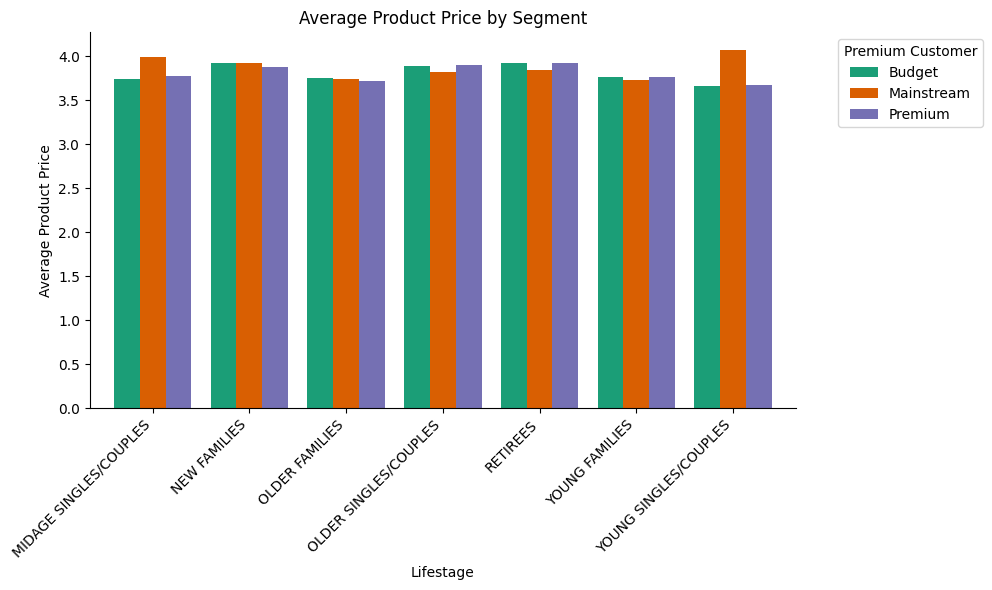 Average Product Price by Segment
Premium Customer
Budget
Mainstream
Premium
Average Product Price
4.0
3.5
3.0
2.5
2.0
1.5
1.0
0.5
0.0
MIDAGE SINGLES/COUPLES
NEW FAMILIES
OLDER FAMILIES
OLDER SINGLES/COUPLES
RETIREES
YOUNG FAMILIES
YOUNG SINGLES/COUPLES
Lifestage